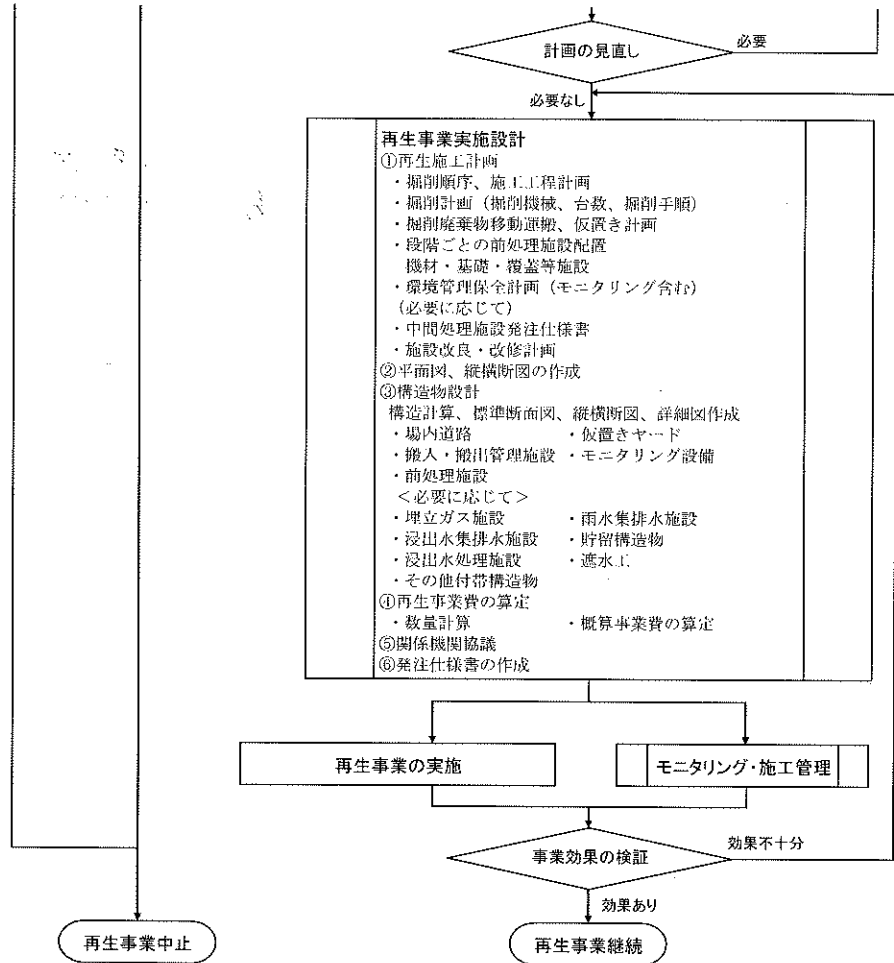 計画の見直し
必要
必要なし
再生事業実施設計
①再生施工計画
・掘削順序、施工工程計画
・掘削計画（掘削機械、台数、掘削手順）
・掘削廃棄物移動運搬、仮置き計画
・段階ごとの前処理施設配置
機材・基礎・覆蓋等施設
・環境管理保全計画（モニタリング含む）
（必要に応じて）
・中間処理施設発注仕様書
・施設改良・改修計画
②平面図、縦横断図の作成
③構造物設計
構造計算、標準断面図、縦横断図、詳細図作成
・場内道路 ・仮置きヤード
・搬入・搬出管理施設 ・モニタリング設備
・前処理施設
＜必要に応じて＞
・埋立ガス施設 ・雨水集排水施設
・浸出水集排水施設 ・貯留構造物
・浸出水処理施設 ・遮水工
・その他付帯構造物
④再生事業費の算定
・数量計算 ・概算事業費の算定
⑤関係機関協議
⑥発注仕様書の作成
再生事業の実施
モニタリング・施工管理
事業効果の検証
効果不十分
効果あり
再生事業中止
再生事業継続